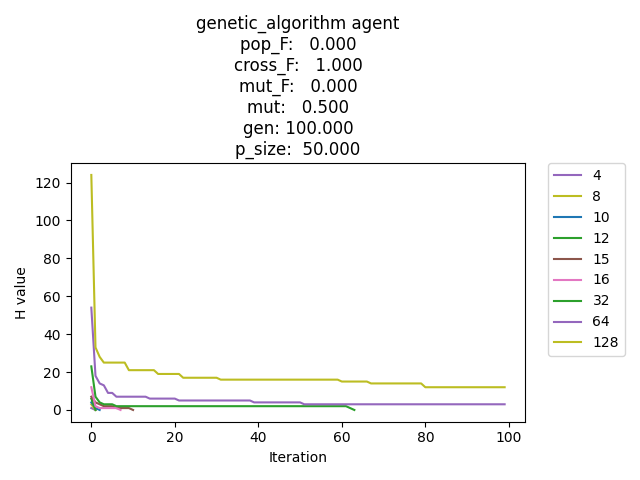 genetic_algorithm agent
pop_F: 0.000
cross_F: 1.000
mut_F: 0.000
mut: 0.500
gen: 100.000
p_size: 50.000
120
100
80
60
40
20
0
H value
0 20 40 60 80 100
Iteration
4
8
10
12
15
16
32
64
128